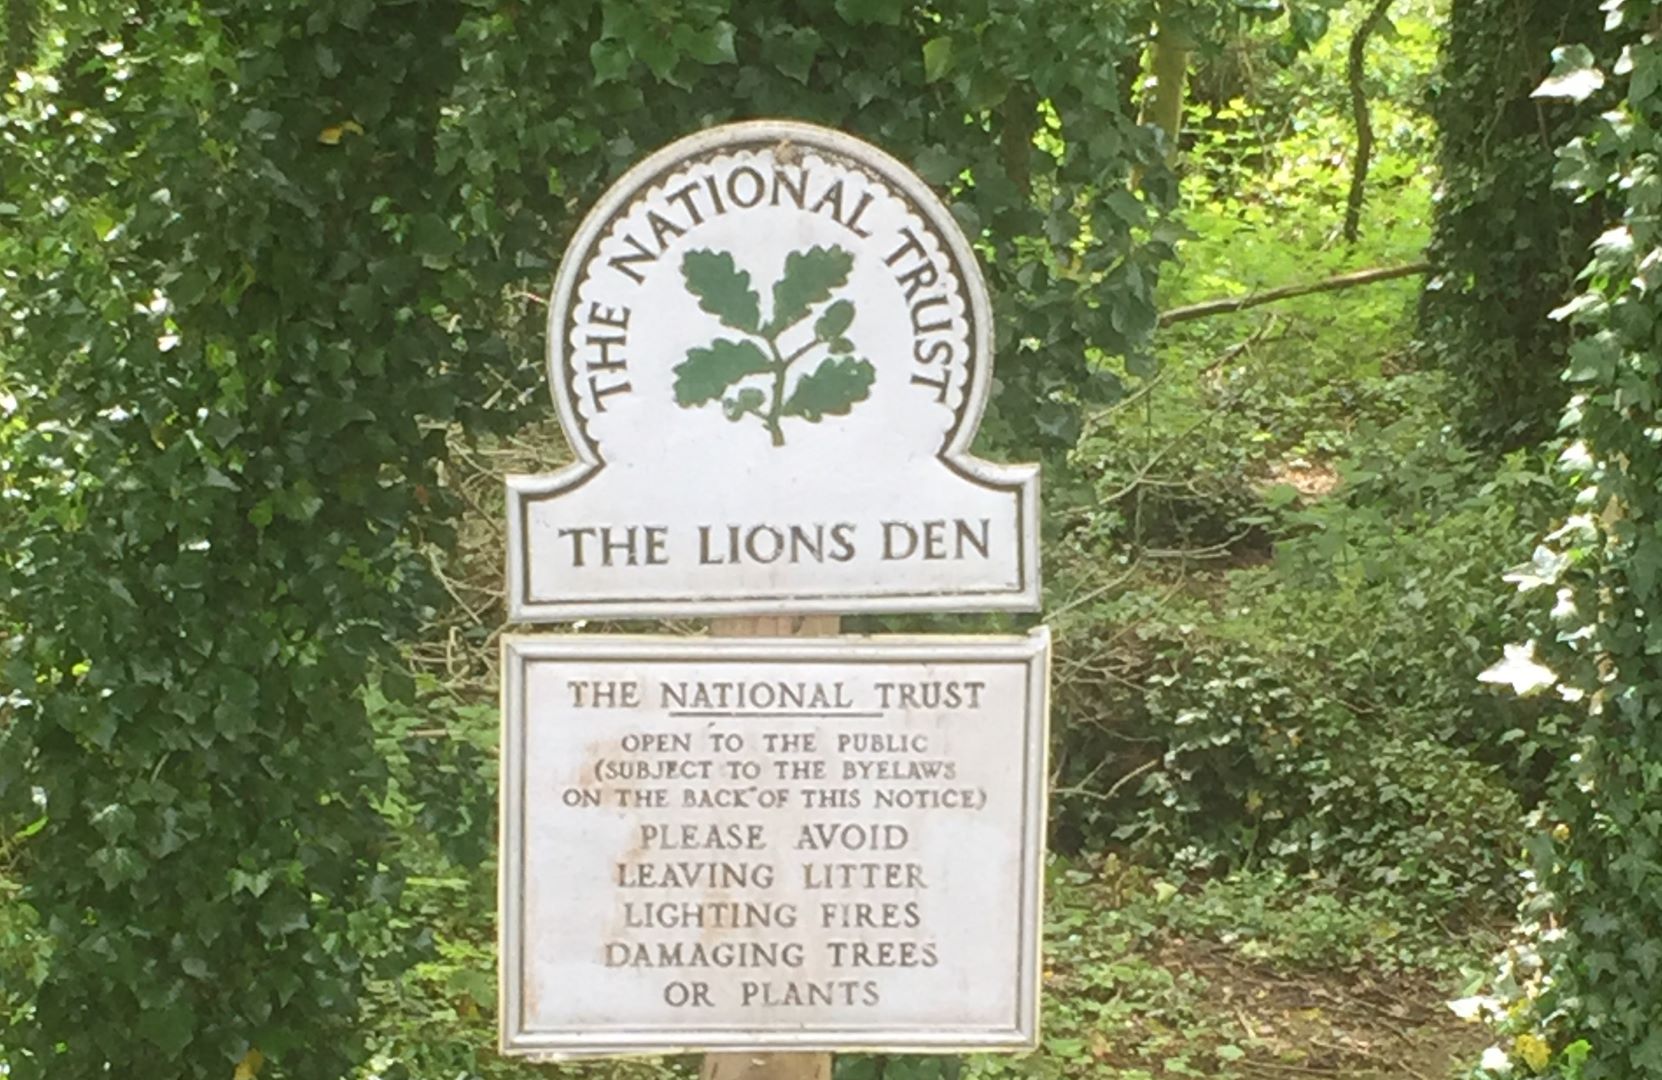 THE NATIONAL TRUST
THE LIONS DEN
THE NATIONAL TRUST
OPEN TO THE PUBLIC
(SUBJECT TO THE BYELAWS
ON THE BACK OF THIS NOTICE)
PLEASE AVOID
LEAVING LITTER
LIGHTING FIRES
DAMAGING TREES
OR PLANTS